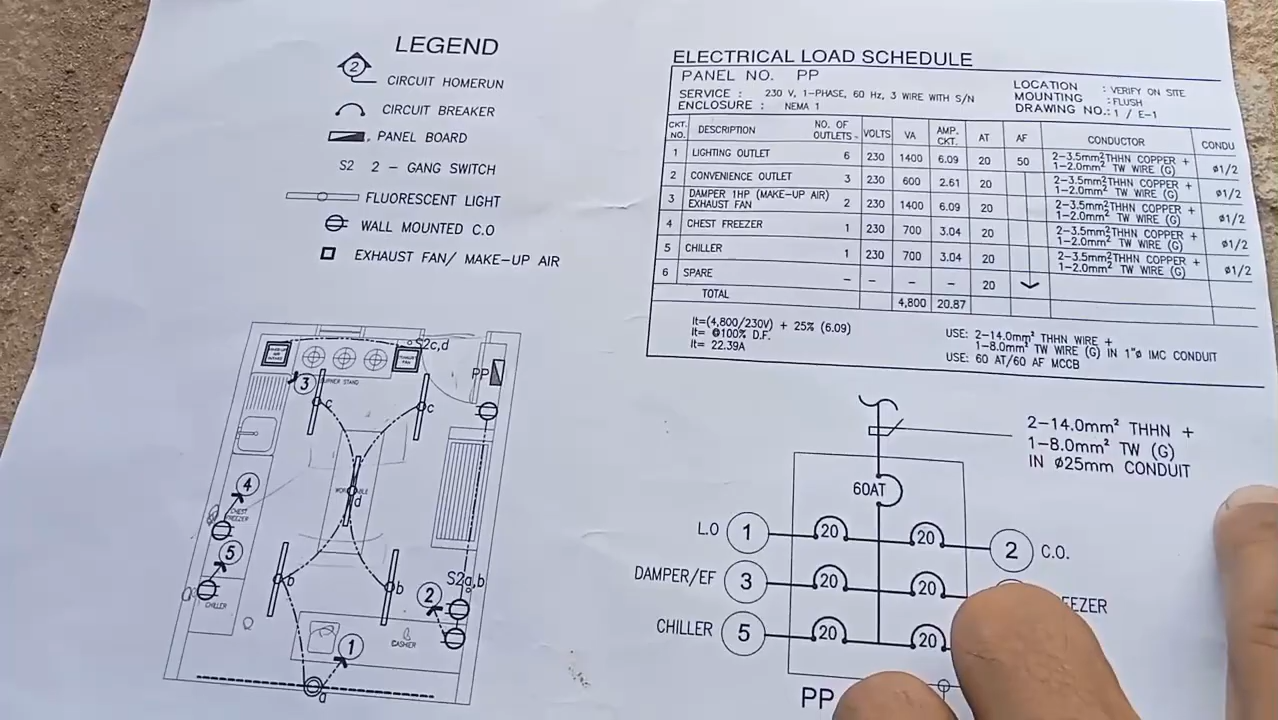 LEGEND
2
CIRCUIT HOMERUN
CIRCUIT BREAKER
PANEL BOARD
S2 2 - GANG SWITCH
FLUORESCENT LIGHT
WALL MOUNTED C.O
EXHAUST FAN/ MAKE-UP AIR
S2c,d
PP
3
c
c
4
CHEST FREEZER
d
5
CHILLER
b
b
S2a,b
2
CASHIER
1
a
ELECTRICAL LOAD SCHEDULE
PANEL NO. PP
SERVICE : 230 V, 1-PHASE, 60 Hz, 3 WIRE WITH S/N
ENCLOSURE : NEMA 1
LOCATION : VERIFY ON SITE
MOUNTING : FLUSH
DRAWING NO.: 1 / E-1
CKT. NO. DESCRIPTION NO. OF OUTLETS VOLTS VA AMP. CKT. AT AF CONDUCTOR CONDU
1 LIGHTING OUTLET 6 230 1400 6.09 20 50 2-3.5mm² THHN COPPER + 1-2.0mm² TW WIRE (G) ø1/2
2 CONVENIENCE OUTLET 3 230 600 2.61 20 2-3.5mm² THHN COPPER + 1-2.0mm² TW WIRE (G) ø1/2
3 DAMPER 1HP (MAKE-UP AIR) EXHAUST FAN 2 230 1400 6.09 20 2-3.5mm² THHN COPPER + 1-2.0mm² TW WIRE (G) ø1/2
4 CHEST FREEZER 1 230 700 3.04 20 2-3.5mm² THHN COPPER + 1-2.0mm² TW WIRE (G) ø1/2
5 CHILLER 1 230 700 3.04 20 2-3.5mm² THHN COPPER + 1-2.0mm² TW WIRE (G) ø1/2
6 SPARE - - - - 20
TOTAL 4,800 20.87
It=(4,800/230V) + 25% (6.09)
It= @100% D.F.
It= 22.39A
USE: 2-14.0mm² THHN WIRE +
1-8.0mm² TW WIRE (G) IN 1"ø IMC CONDUIT
USE: 60 AT/60 AF MCCB
2-14.0mm² THHN +
1-8.0mm² TW (G)
IN ø25mm CONDUIT
60AT
L.O 1 20 20 2 C.O.
DAMPER/EF 3 20 20 EEZER
CHILLER 5 20 20
PP